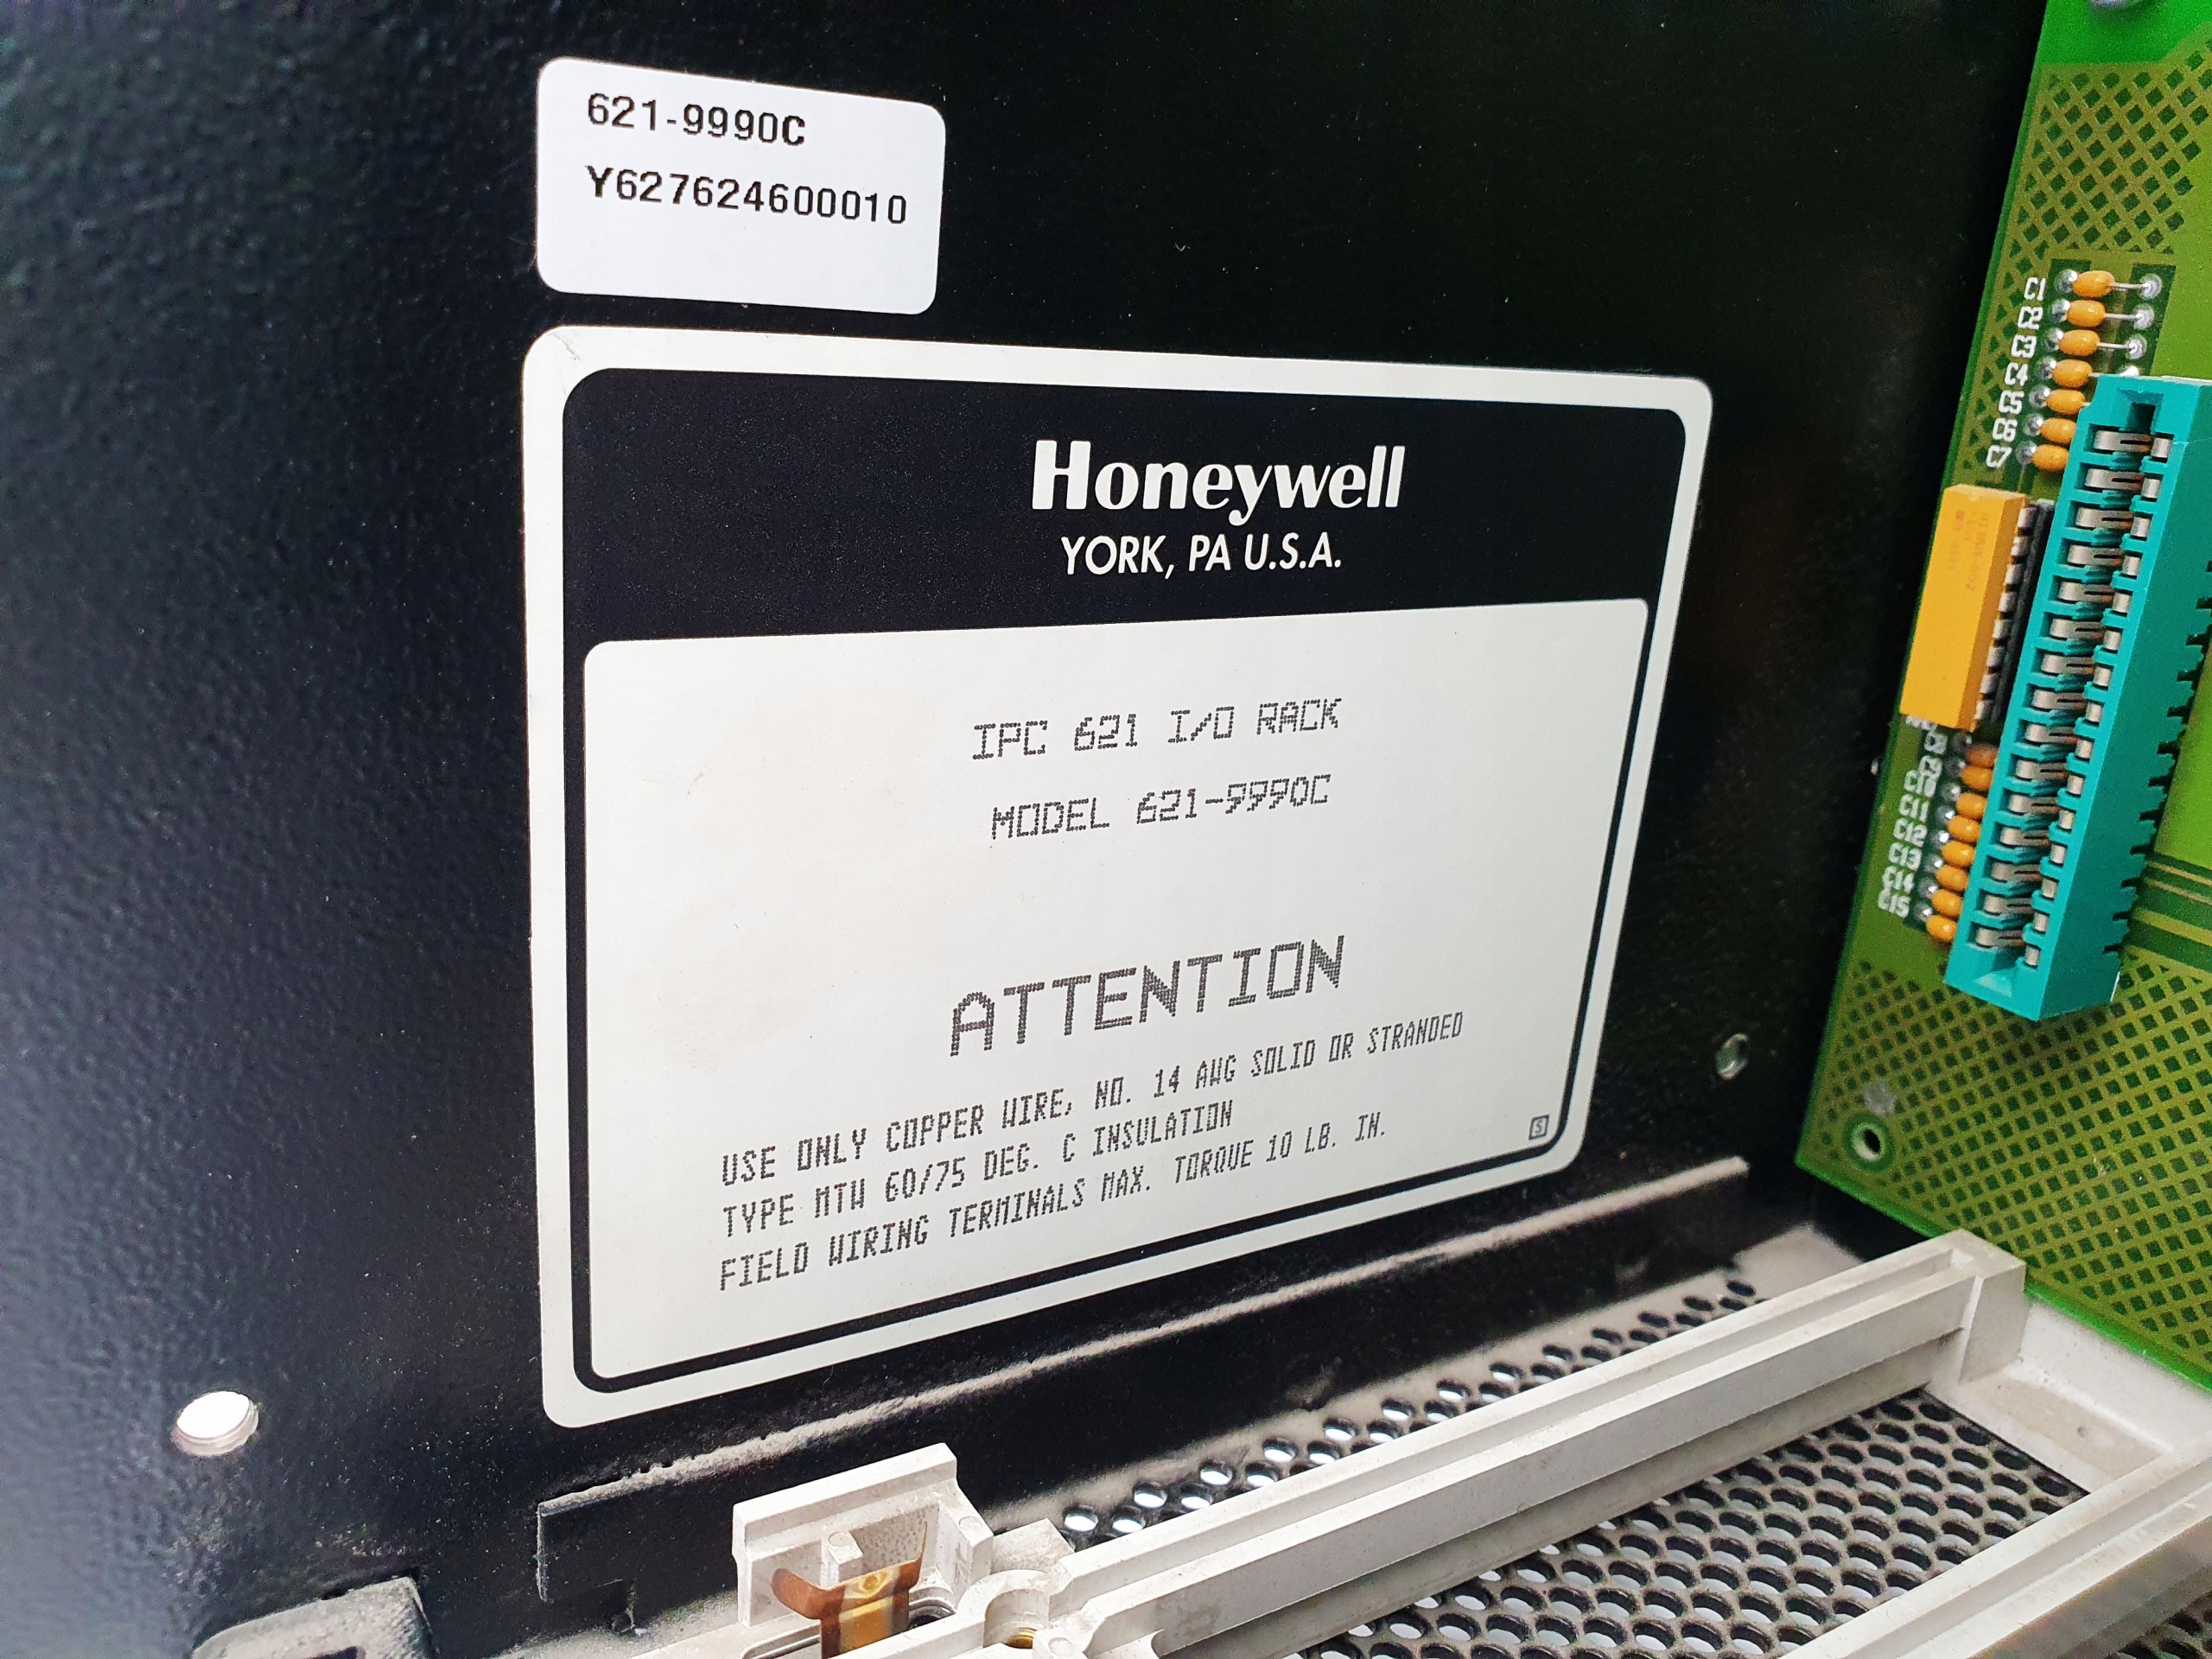 621-9990C
Y627624600010
Honeywell
YORK, PA U.S.A.
IPC 621 I/O RACK
MODEL 621-9990C
ATTENTION
USE ONLY COPPER WIRE, NO. 14 AWG SOLID OR STRANDED
TYPE MTW 60/75 DEG. C INSULATION
FIELD WIRING TERMINALS MAX. TORQUE 10 LB. IN.
S
C1
C2
C3
C4
C5
C6
C7
C10
C11
C12
C13
C14
C15